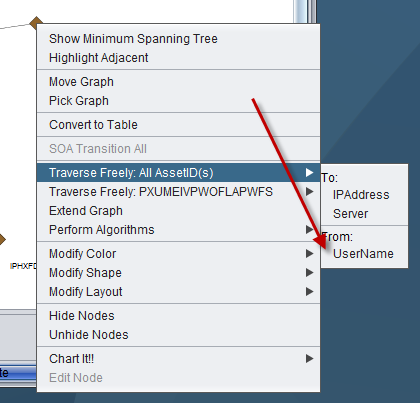 Show Minimum Spanning Tree
Highlight Adjacent
Move Graph
Pick Graph
Convert to Table
SOA Transition All
Traverse Freely: All AssetID(s)
Traverse Freely: PXUMEIVPWOFLAPWFS
Extend Graph
Perform Algorithms
Modify Color
Modify Shape
Modify Layout
Hide Nodes
Unhide Nodes
Chart It!!
Edit Node
To:
IPAddress
Server
From:
UserName